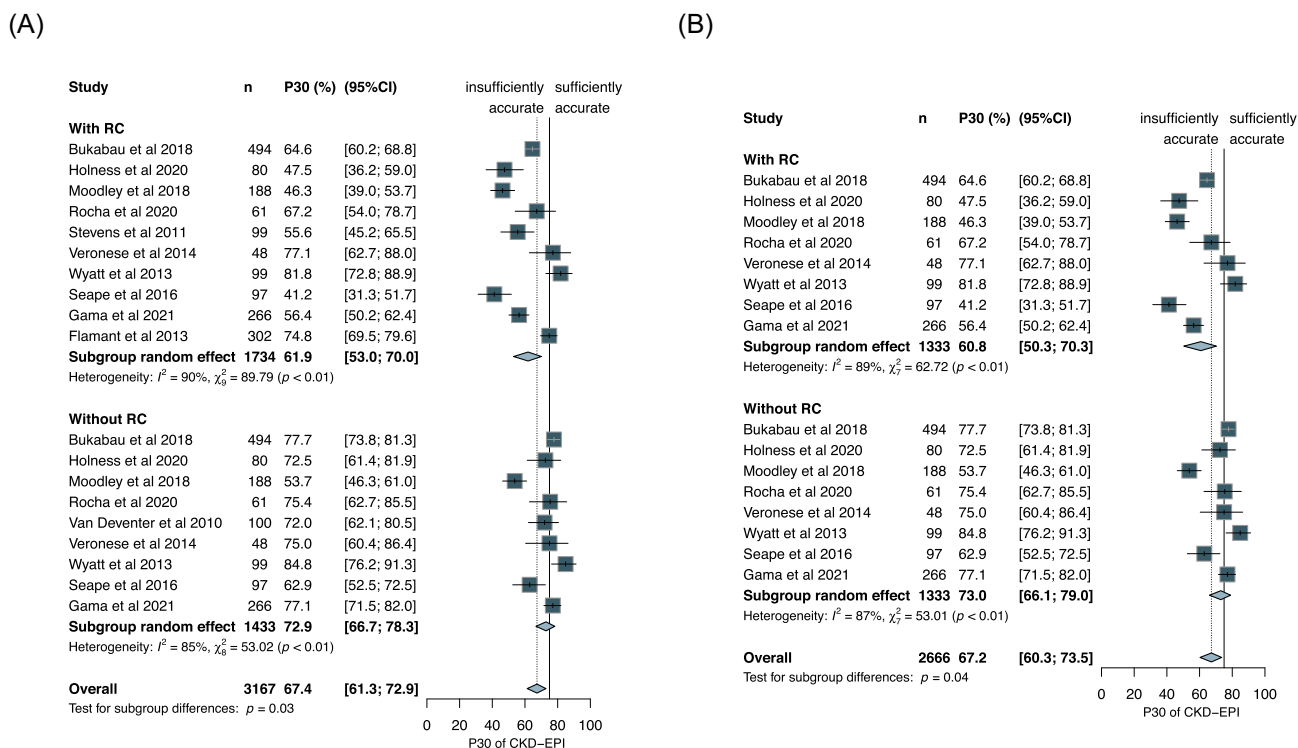 (A)
Study n P30 (%) (95%CI) insufficiently accurate sufficiently accurate
With RC
Bukabau et al 2018 494 64.6 [60.2; 68.8]
Holness et al 2020 80 47.5 [36.2; 59.0]
Moodley et al 2018 188 46.3 [39.0; 53.7]
Rocha et al 2020 61 67.2 [54.0; 78.7]
Stevens et al 2011 99 55.6 [45.2; 65.5]
Veronese et al 2014 48 77.1 [62.7; 88.0]
Wyatt et al 2013 99 81.8 [72.8; 88.9]
Seape et al 2016 97 41.2 [31.3; 51.7]
Gama et al 2021 266 56.4 [50.2; 62.4]
Flamant et al 2013 302 74.8 [69.5; 79.6]
Subgroup random effect 1734 61.9 [53.0; 70.0]
Heterogeneity: I² = 90%, χ²₉ = 89.79 (p < 0.01)
Without RC
Bukabau et al 2018 494 77.7 [73.8; 81.3]
Holness et al 2020 80 72.5 [61.4; 81.9]
Moodley et al 2018 188 53.7 [46.3; 61.0]
Rocha et al 2020 61 75.4 [62.7; 85.5]
Van Deventer et al 2010 100 72.0 [62.1; 80.5]
Veronese et al 2014 48 75.0 [60.4; 86.4]
Wyatt et al 2013 99 84.8 [76.2; 91.3]
Seape et al 2016 97 62.9 [52.5; 72.5]
Gama et al 2021 266 77.1 [71.5; 82.0]
Subgroup random effect 1433 72.9 [66.7; 78.3]
Heterogeneity: I² = 85%, χ²₈ = 53.02 (p < 0.01)
Overall 3167 67.4 [61.3; 72.9]
Test for subgroup differences: p = 0.03
0 20 40 60 80 100
P30 of CKD−EPI
(B)
Study n P30 (%) (95%CI) insufficiently accurate sufficiently accurate
With RC
Bukabau et al 2018 494 64.6 [60.2; 68.8]
Holness et al 2020 80 47.5 [36.2; 59.0]
Moodley et al 2018 188 46.3 [39.0; 53.7]
Rocha et al 2020 61 67.2 [54.0; 78.7]
Veronese et al 2014 48 77.1 [62.7; 88.0]
Wyatt et al 2013 99 81.8 [72.8; 88.9]
Seape et al 2016 97 41.2 [31.3; 51.7]
Gama et al 2021 266 56.4 [50.2; 62.4]
Subgroup random effect 1333 60.8 [50.3; 70.3]
Heterogeneity: I² = 89%, χ²₇ = 62.72 (p < 0.01)
Without RC
Bukabau et al 2018 494 77.7 [73.8; 81.3]
Holness et al 2020 80 72.5 [61.4; 81.9]
Moodley et al 2018 188 53.7 [46.3; 61.0]
Rocha et al 2020 61 75.4 [62.7; 85.5]
Veronese et al 2014 48 75.0 [60.4; 86.4]
Wyatt et al 2013 99 84.8 [76.2; 91.3]
Seape et al 2016 97 62.9 [52.5; 72.5]
Gama et al 2021 266 77.1 [71.5; 82.0]
Subgroup random effect 1333 73.0 [66.1; 79.0]
Heterogeneity: I² = 87%, χ²₇ = 53.01 (p < 0.01)
Overall 2666 67.2 [60.3; 73.5]
Test for subgroup differences: p = 0.04
0 20 40 60 80 100
P30 of CKD−EPI